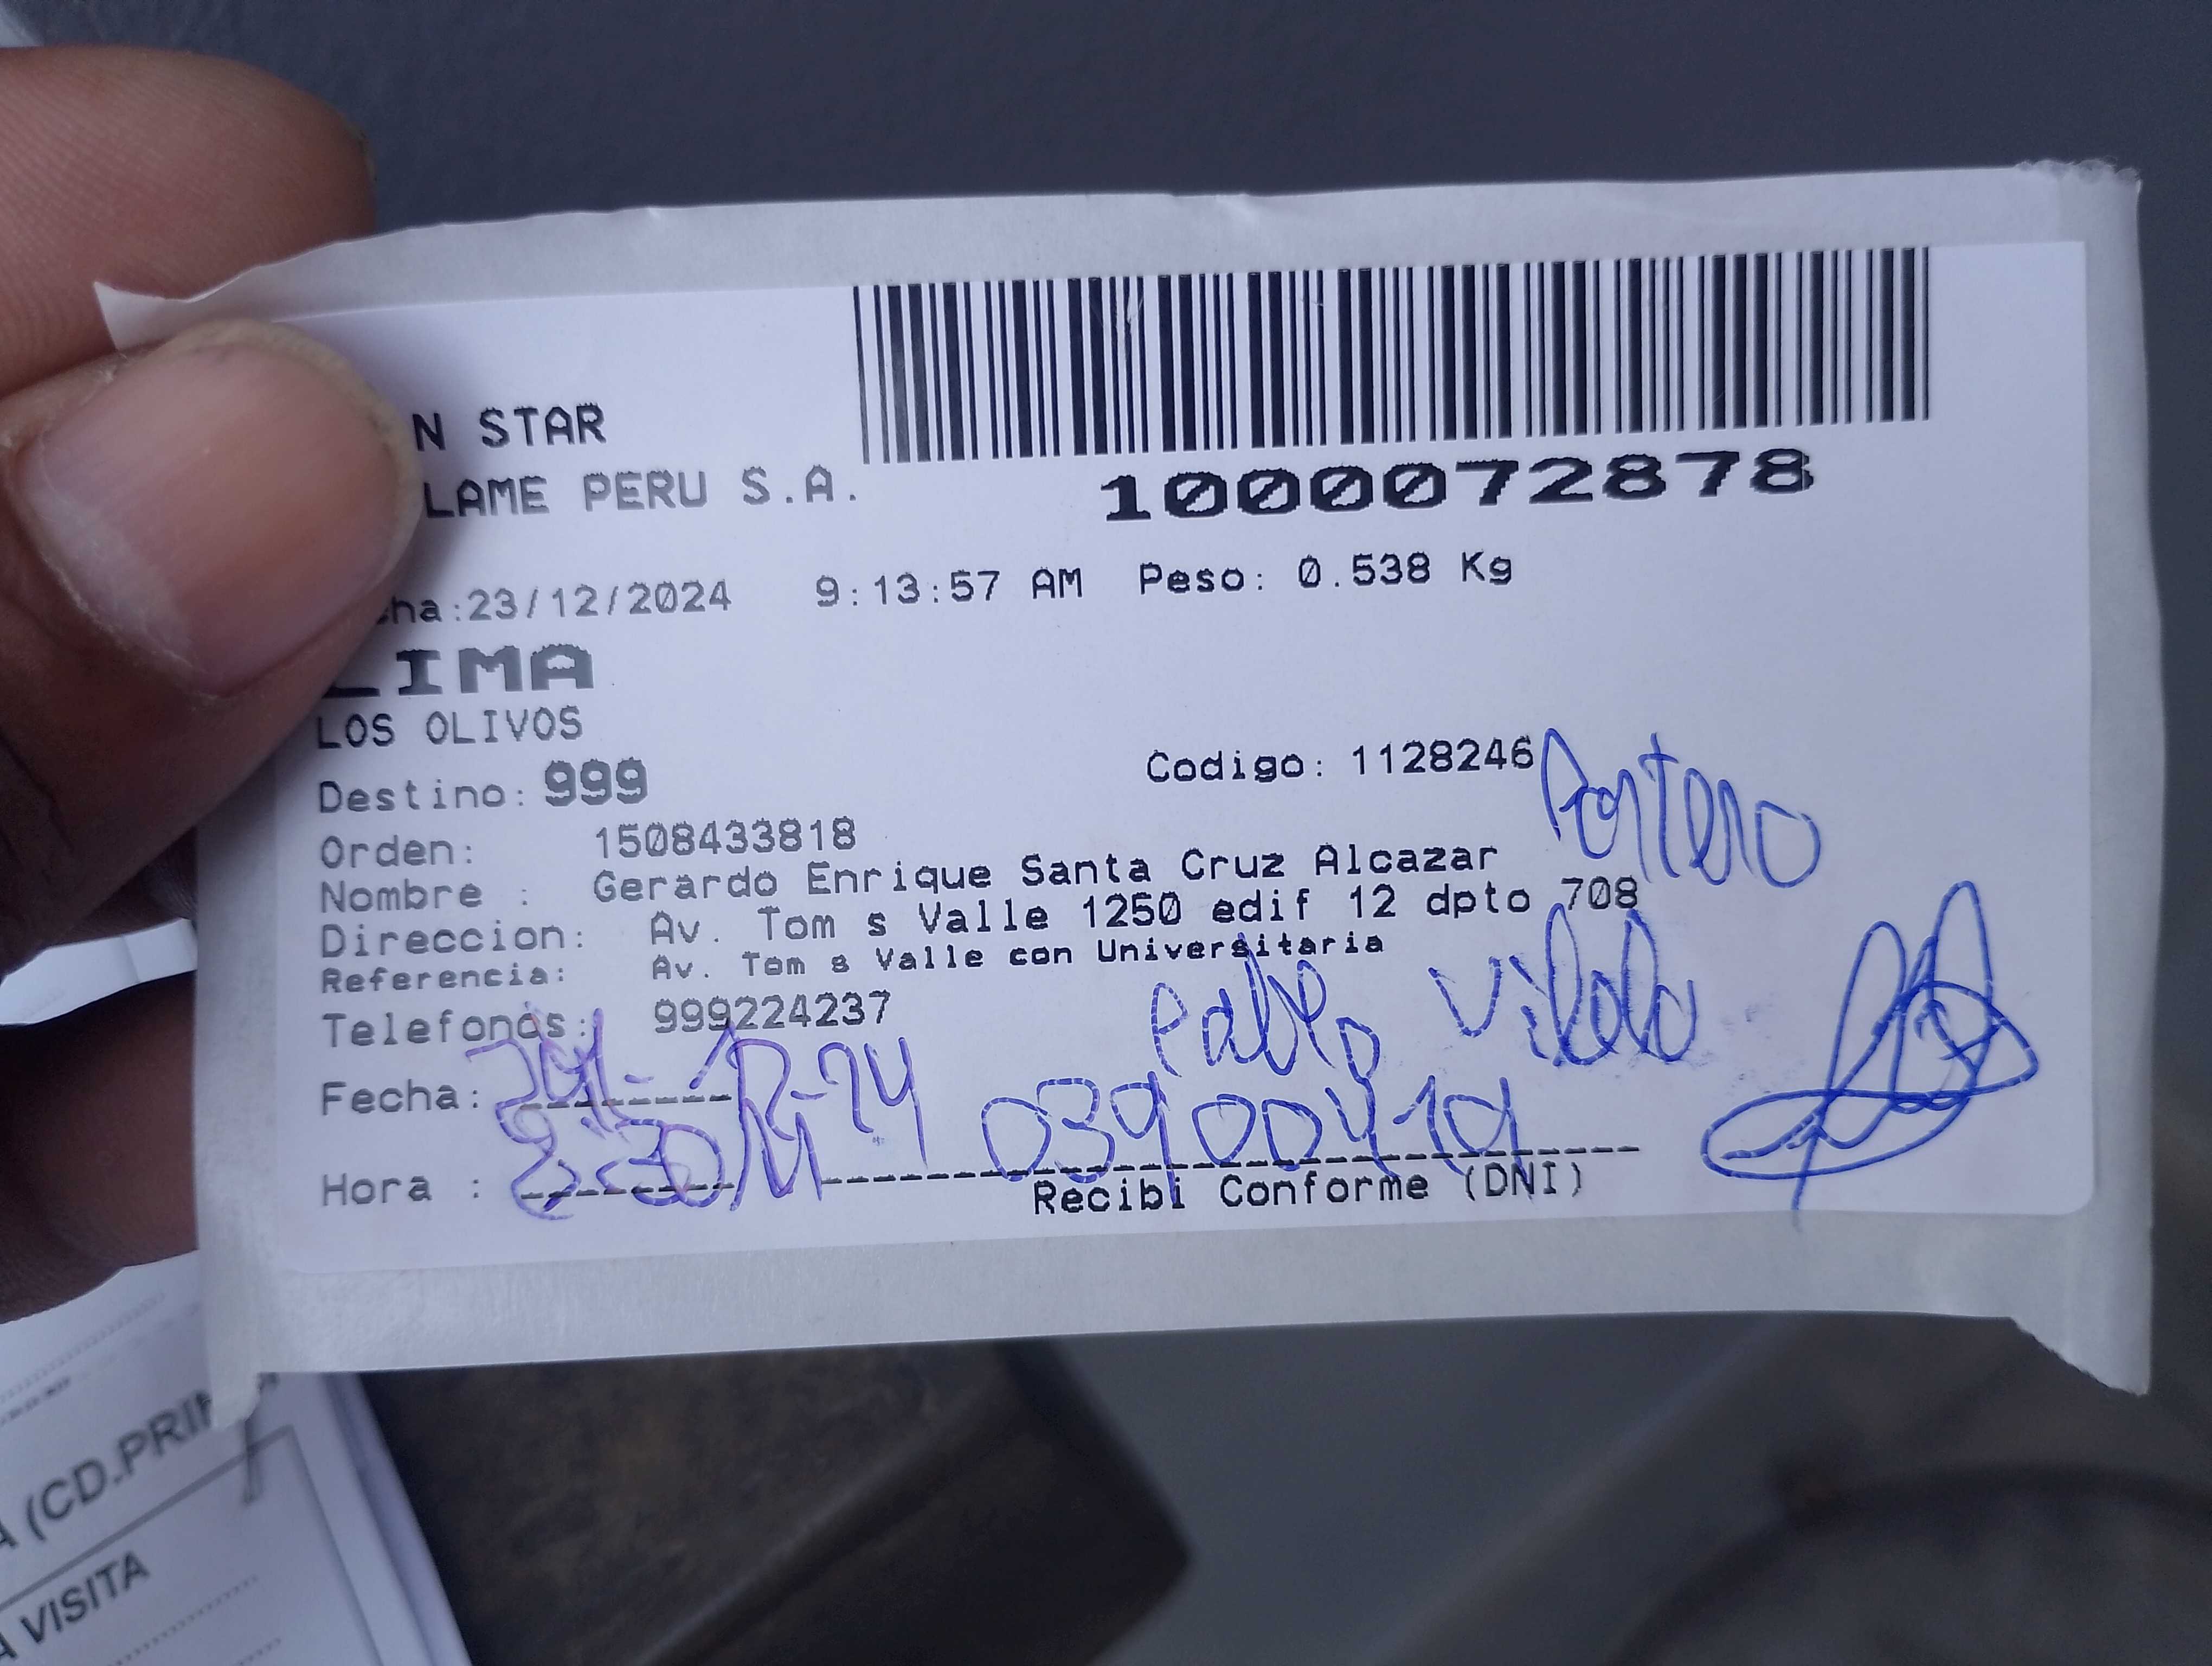 N STAR
LAME PERU S.A.
1000072878
ha:23/12/2024 9:13:57 AM Peso: 0.538 Kg
LIMA
LOS OLIVOS
Destino: 999
Codigo: 1128246
Portero
Orden: 1508433818
Nombre : Gerardo Enrique Santa Cruz Alcazar
Direccion: Av. Tom s Valle 1250 edif 12 dpto 708
Referencia: Av. Tom s Valle con Universitaria
Telefonos: 999224237
Pablo
Fecha: 24-12-24
Hora :
Recibi Conforme (DNI)
A (CD.PRI
A VISITA